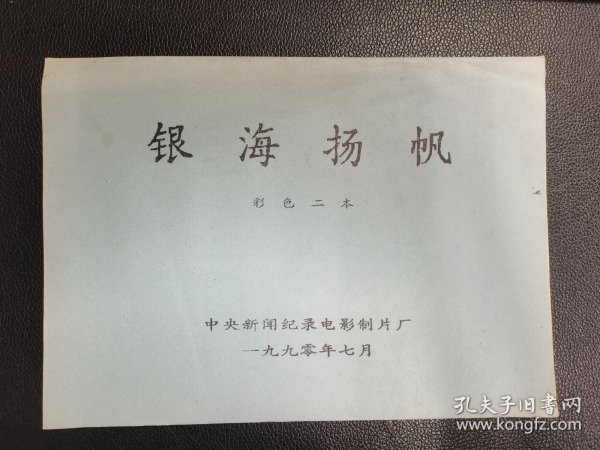 银海扬帆
彩色二本
中央新闻纪录电影制片厂
一九九零年七月
孔夫子旧书网
www.kongfz.com